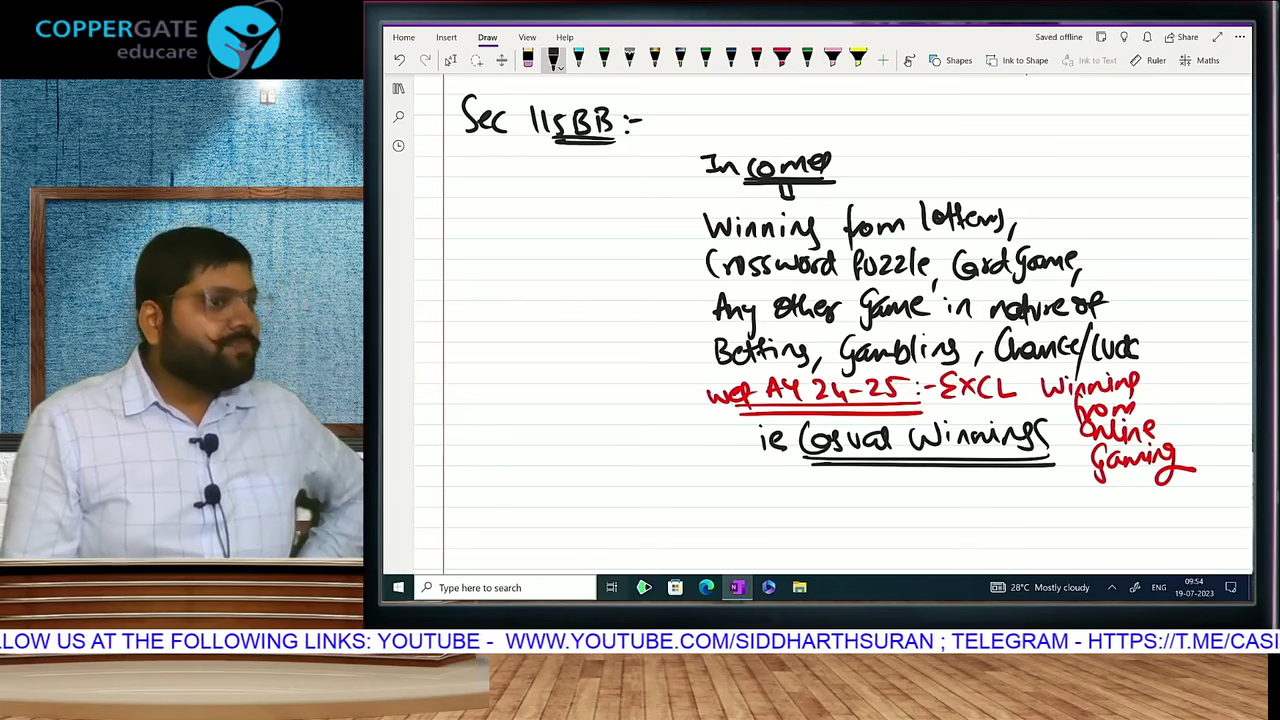 COPPERGATE
educare
Home Insert Draw View Help
Saved offline Share
Shapes Ink to Shape Ink to Text Ruler Maths
Sec 115BB:-
Income
Winning from lottery,
Crossword Puzzle, Card Game,
Any other Game in nature of
Betting, Gambling, Chance/Luck
wef AY 24-25:- EXCL Winning
from
online
Gaming
ie Casual Winnings
Type here to search
28°C Mostly cloudy ENG 09:54
19-07-2023
LLOW US AT THE FOLLOWING LINKS: YOUTUBE - WWW.YOUTUBE.COM/SIDDHARTHSURAN ; TELEGRAM - HTTPS://T.ME/CASI